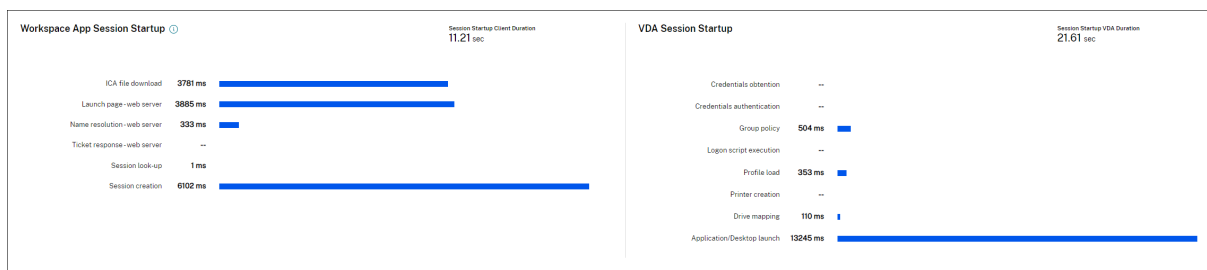 Workspace App Session Startup
Session Startup Client Duration
11.21 sec
ICA file download 3781 ms
Launch page-web server 3885 ms
Name resolution-web server 333 ms
Ticket response-web server --
Session look-up 1 ms
Session creation 6102 ms
VDA Session Startup
Session Startup VDA Duration
21.61 sec
Credentials obtention --
Credentials authentication --
Group policy 504 ms
Logon script execution --
Profile load 353 ms
Printer creation --
Drive mapping 110 ms
Application/Desktop launch 13245 ms